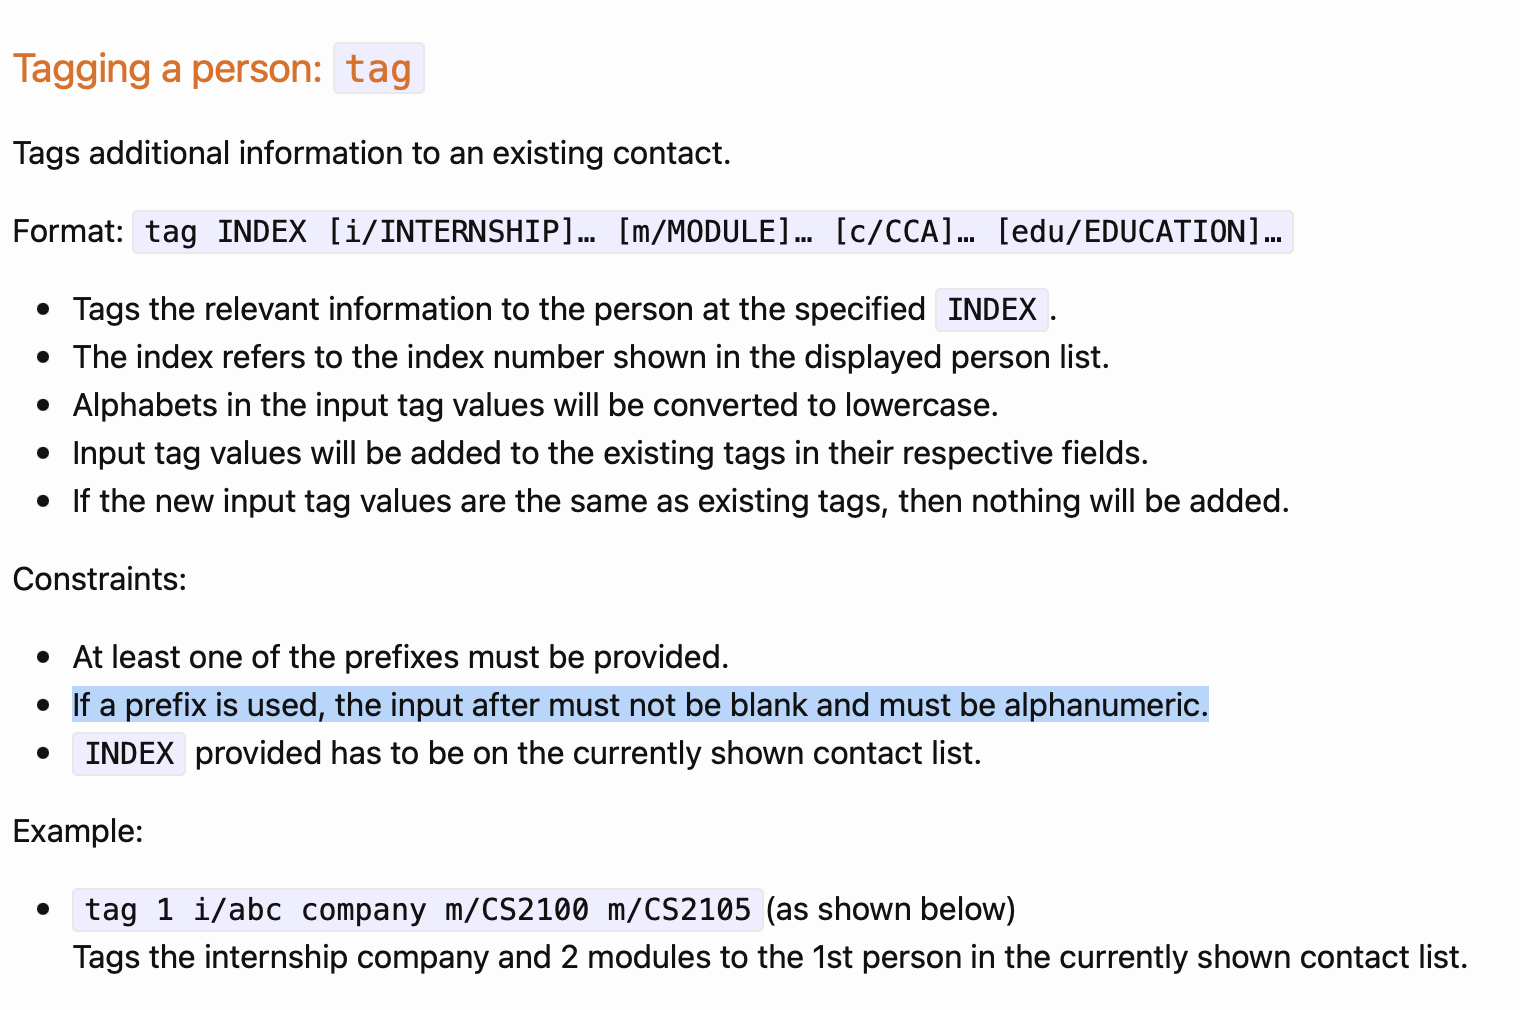 Tagging a person: tag
Tags additional information to an existing contact.
Format: tag INDEX [i/INTERNSHIP]… [m/MODULE]… [c/CCA]… [edu/EDUCATION]…
• Tags the relevant information to the person at the specified INDEX.
• The index refers to the index number shown in the displayed person list.
• Alphabets in the input tag values will be converted to lowercase.
• Input tag values will be added to the existing tags in their respective fields.
• If the new input tag values are the same as existing tags, then nothing will be added.
Constraints:
• At least one of the prefixes must be provided.
• If a prefix is used, the input after must not be blank and must be alphanumeric.
• INDEX provided has to be on the currently shown contact list.
Example:
• tag 1 i/abc company m/CS2100 m/CS2105 (as shown below)
Tags the internship company and 2 modules to the 1st person in the currently shown contact list.